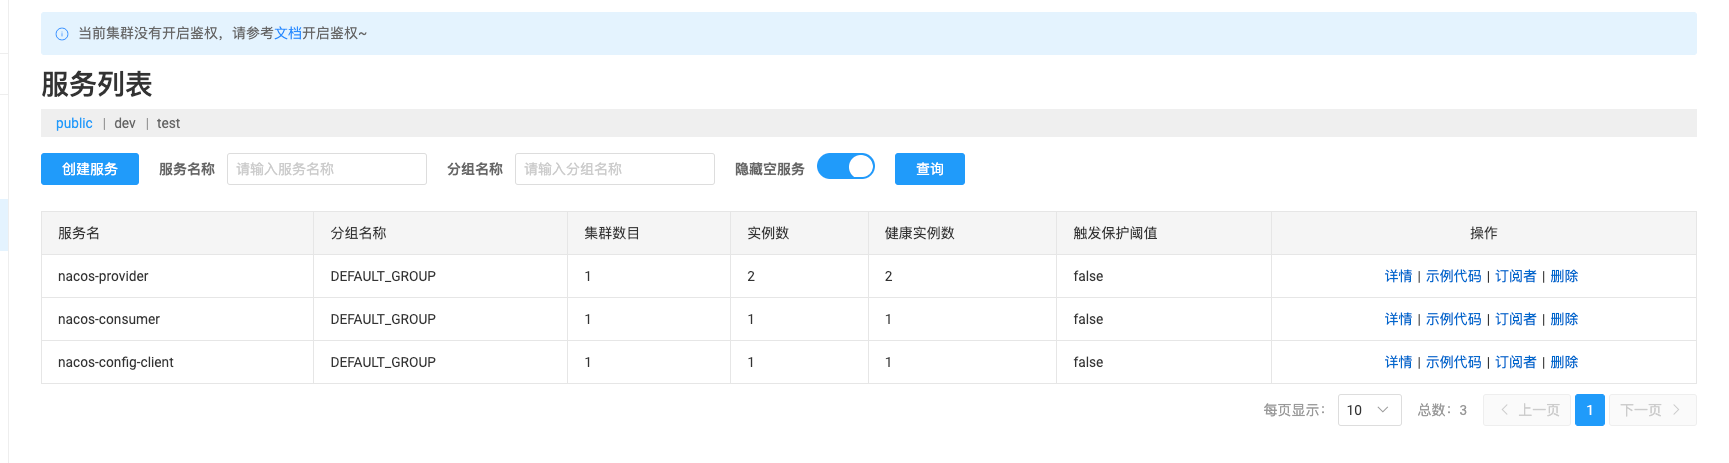 当前集群没有开启鉴权，请参考文档开启鉴权~
服务列表
public | dev | test
创建服务 服务名称 请输入服务名称 分组名称 请输入分组名称 隐藏空服务 查询
服务名 分组名称 集群数目 实例数 健康实例数 触发保护阈值 操作
nacos-provider DEFAULT_GROUP 1 2 2 false 详情 | 示例代码 | 订阅者 | 删除
nacos-consumer DEFAULT_GROUP 1 1 1 false 详情 | 示例代码 | 订阅者 | 删除
nacos-config-client DEFAULT_GROUP 1 1 1 false 详情 | 示例代码 | 订阅者 | 删除
每页显示： 10 总数：3 上一页 1 下一页